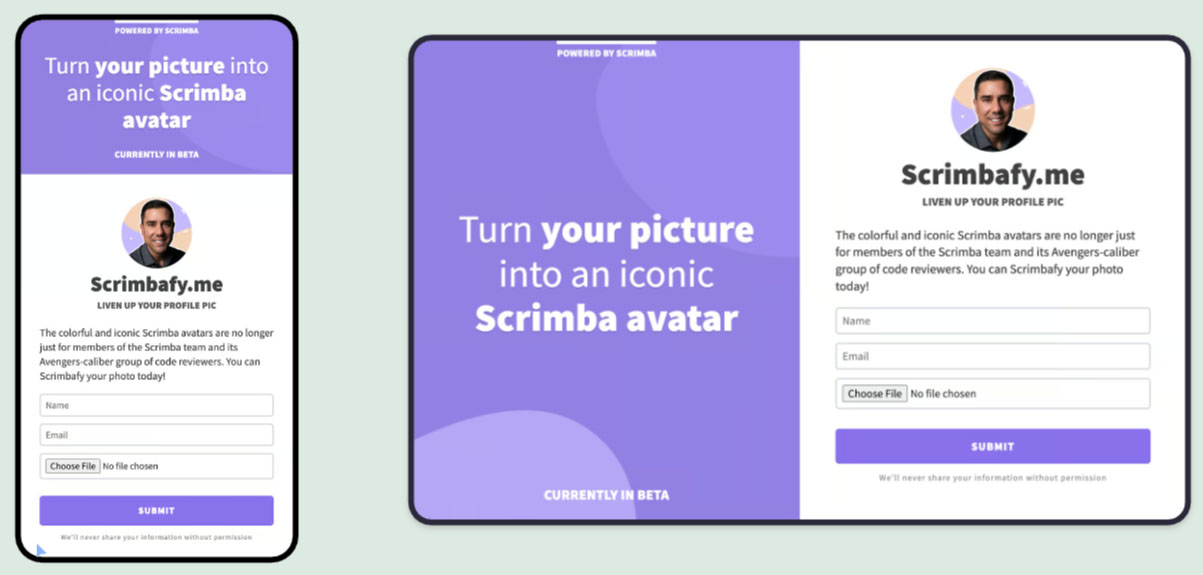 POWERED BY SCRIMBA
Turn your picture into
an iconic Scrimba
avatar
CURRENTLY IN BETA
Scrimbafy.me
LIVEN UP YOUR PROFILE PIC
The colorful and iconic Scrimba avatars are no longer
just for members of the Scrimba team and its
Avengers-caliber group of code reviewers. You can
Scrimbafy your photo today!
Name
Email
Choose File No file chosen
SUBMIT
We'll never share your information without permission
POWERED BY SCRIMBA
Turn your picture
into an iconic
Scrimba avatar
CURRENTLY IN BETA
Scrimbafy.me
LIVEN UP YOUR PROFILE PIC
The colorful and iconic Scrimba avatars are no longer just
for members of the Scrimba team and its Avengers-caliber
group of code reviewers. You can Scrimbafy your photo
today!
Name
Email
Choose File No file chosen
SUBMIT
We'll never share your information without permission